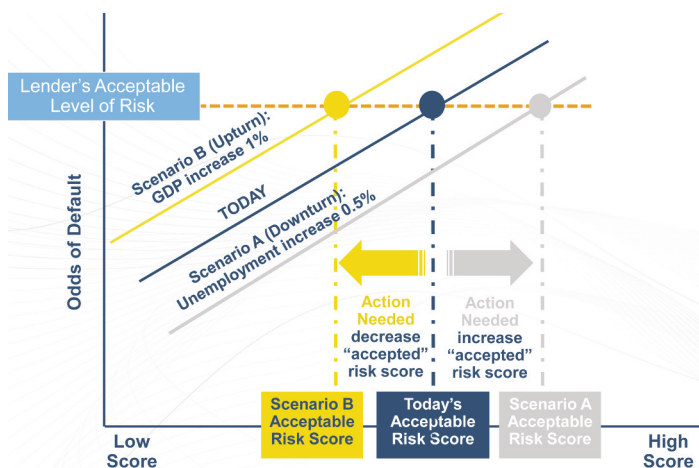 Lender's Acceptable
Level of Risk
Odds of Default
Scenario B (Upturn):
GDP increase 1%
TODAY
Scenario A (Downturn):
Unemployment increase 0.5%
Action
Needed
decrease
“accepted”
risk score
Action
Needed
increase
“accepted”
risk score
Low
Score
Scenario B
Acceptable
Risk Score
Today's
Acceptable
Risk Score
Scenario A
Acceptable
Risk Score
High
Score